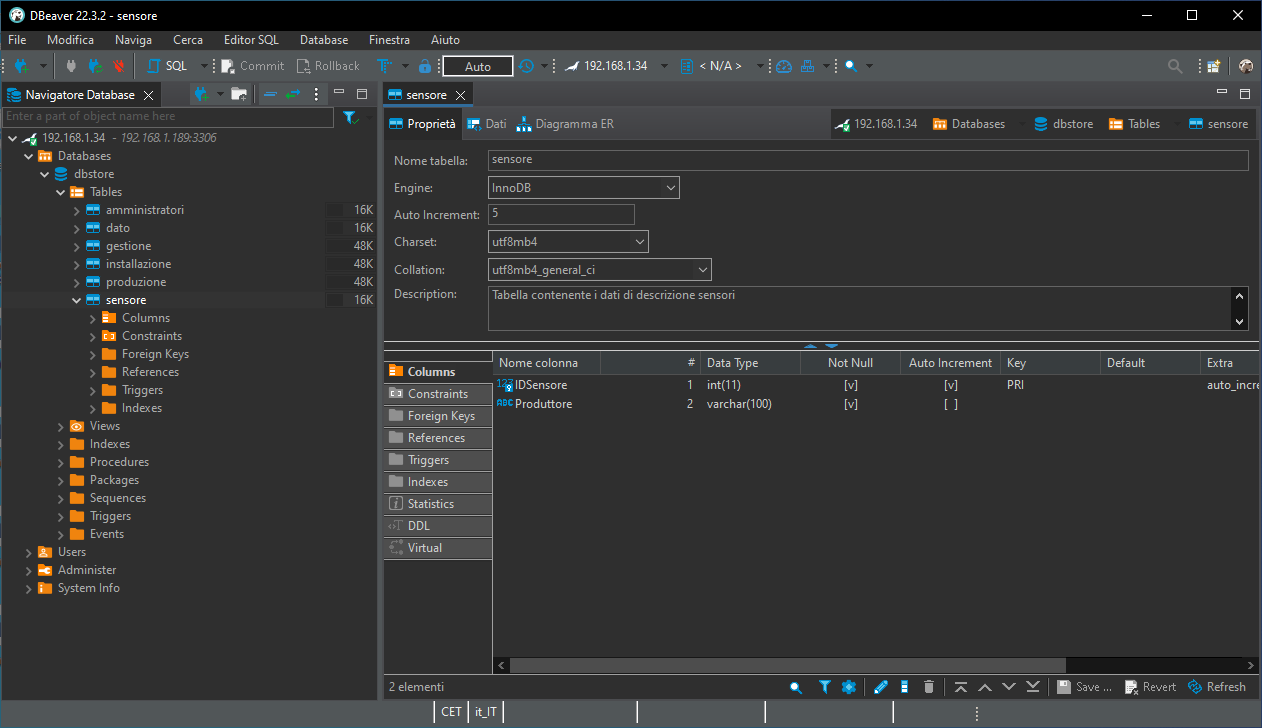 DBeaver 22.3.2 - sensore
File Modifica Naviga Cerca Editor SQL Database Finestra Aiuto
SQL Commit Rollback Auto 192.168.1.34 < N/A >
Navigatore Database
Enter a part of object name here
192.168.1.34 - 192.168.1.189:3306
Databases
dbstore
Tables
amministratori 16K
dato 16K
gestione 48K
installazione 48K
produzione 48K
sensore 16K
Columns
Constraints
Foreign Keys
References
Triggers
Indexes
Views
Indexes
Procedures
Packages
Sequences
Triggers
Events
Users
Administer
System Info
sensore
Proprietà Dati Diagramma ER 192.168.1.34 Databases dbstore Tables sensore
Nome tabella: sensore
Engine: InnoDB
Auto Increment: 5
Charset: utf8mb4
Collation: utf8mb4_general_ci
Description: Tabella contenente i dati di descrizione sensori
Columns
Constraints
Foreign Keys
References
Triggers
Indexes
Statistics
DDL
Virtual
Nome colonna # Data Type Not Null Auto Increment Key Default Extra
123 IDSensore 1 int(11) [v] [v] PRI auto_incre
ABC Produttore 2 varchar(100) [v] [ ]
2 elementi Save ... Revert Refresh
CET it_IT